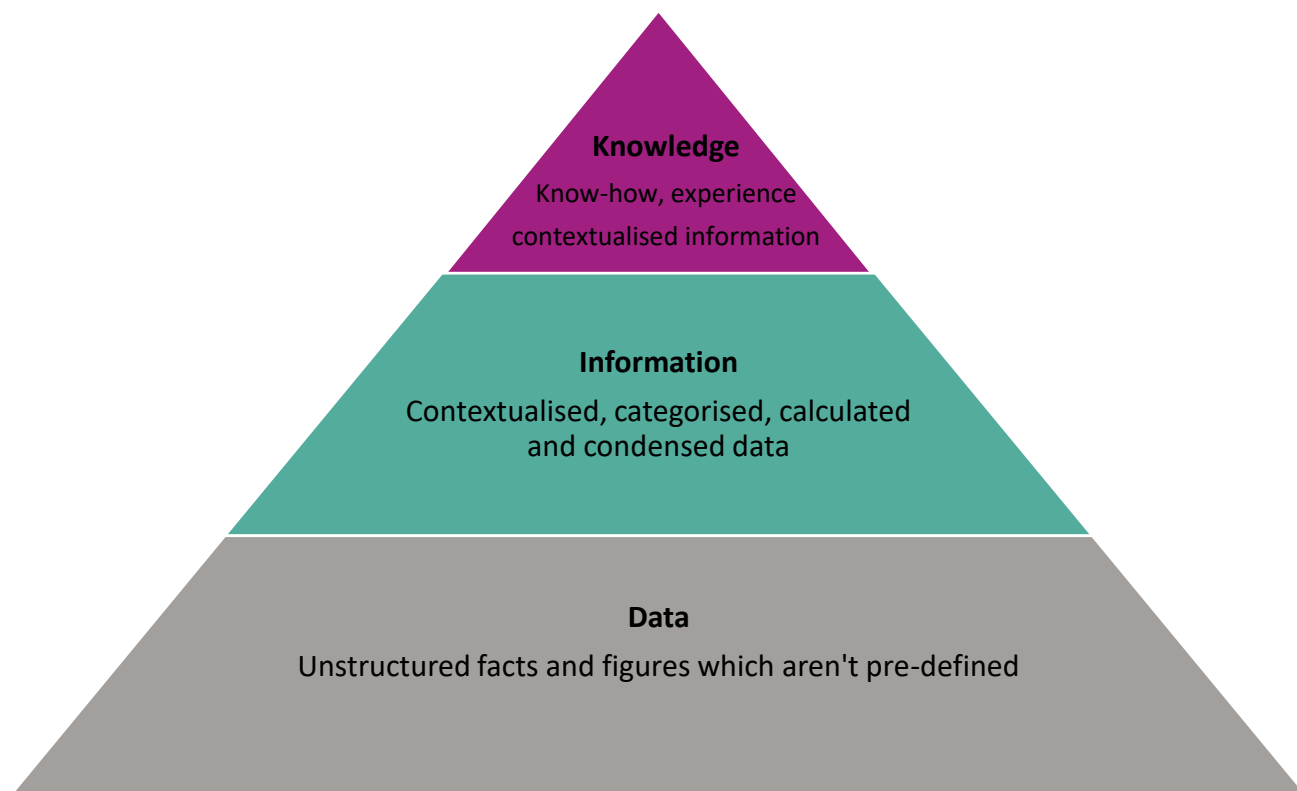 Knowledge
Know-how, experience
contextualised information
Information
Contextualised, categorised, calculated
and condensed data
Data
Unstructured facts and figures which aren't pre-defined